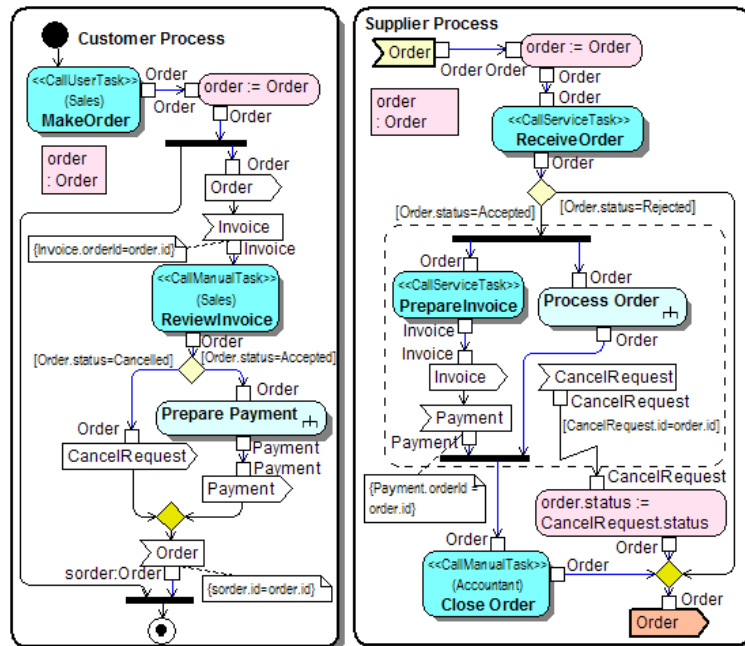 Customer Process
<<CallUserTask>>
(Sales)
MakeOrder
Order
Order
order := Order
order
: Order
Order
Order
Invoice
{Invoice.orderId=order.id}
Invoice
<<CallManualTask>>
(Sales)
ReviewInvoice
Order
[Order.status=Cancelled]
[Order.status=Accepted]
Order
Prepare Payment
Order
CancelRequest
Payment
Payment
Payment
Order
sorder:Order
{sorder.id=order.id}
Supplier Process
Order
Order Order
order := Order
order
: Order
Order
Order
<<CallServiceTask>>
ReceiveOrder
Order
[Order.status=Accepted]
[Order.status=Rejected]
Order
Order
<<CallServiceTask>>
PrepareInvoice
Process Order
Invoice
Order
Invoice
Invoice
CancelRequest
CancelRequest
Payment
[CancelRequest.id=order.id]
Payment
{Payment.orderId =
order.id}
CancelRequest
order.status :=
CancelRequest.status
Order
Order
<<CallManualTask>>
(Accountant)
Close Order
Order
Order
Order